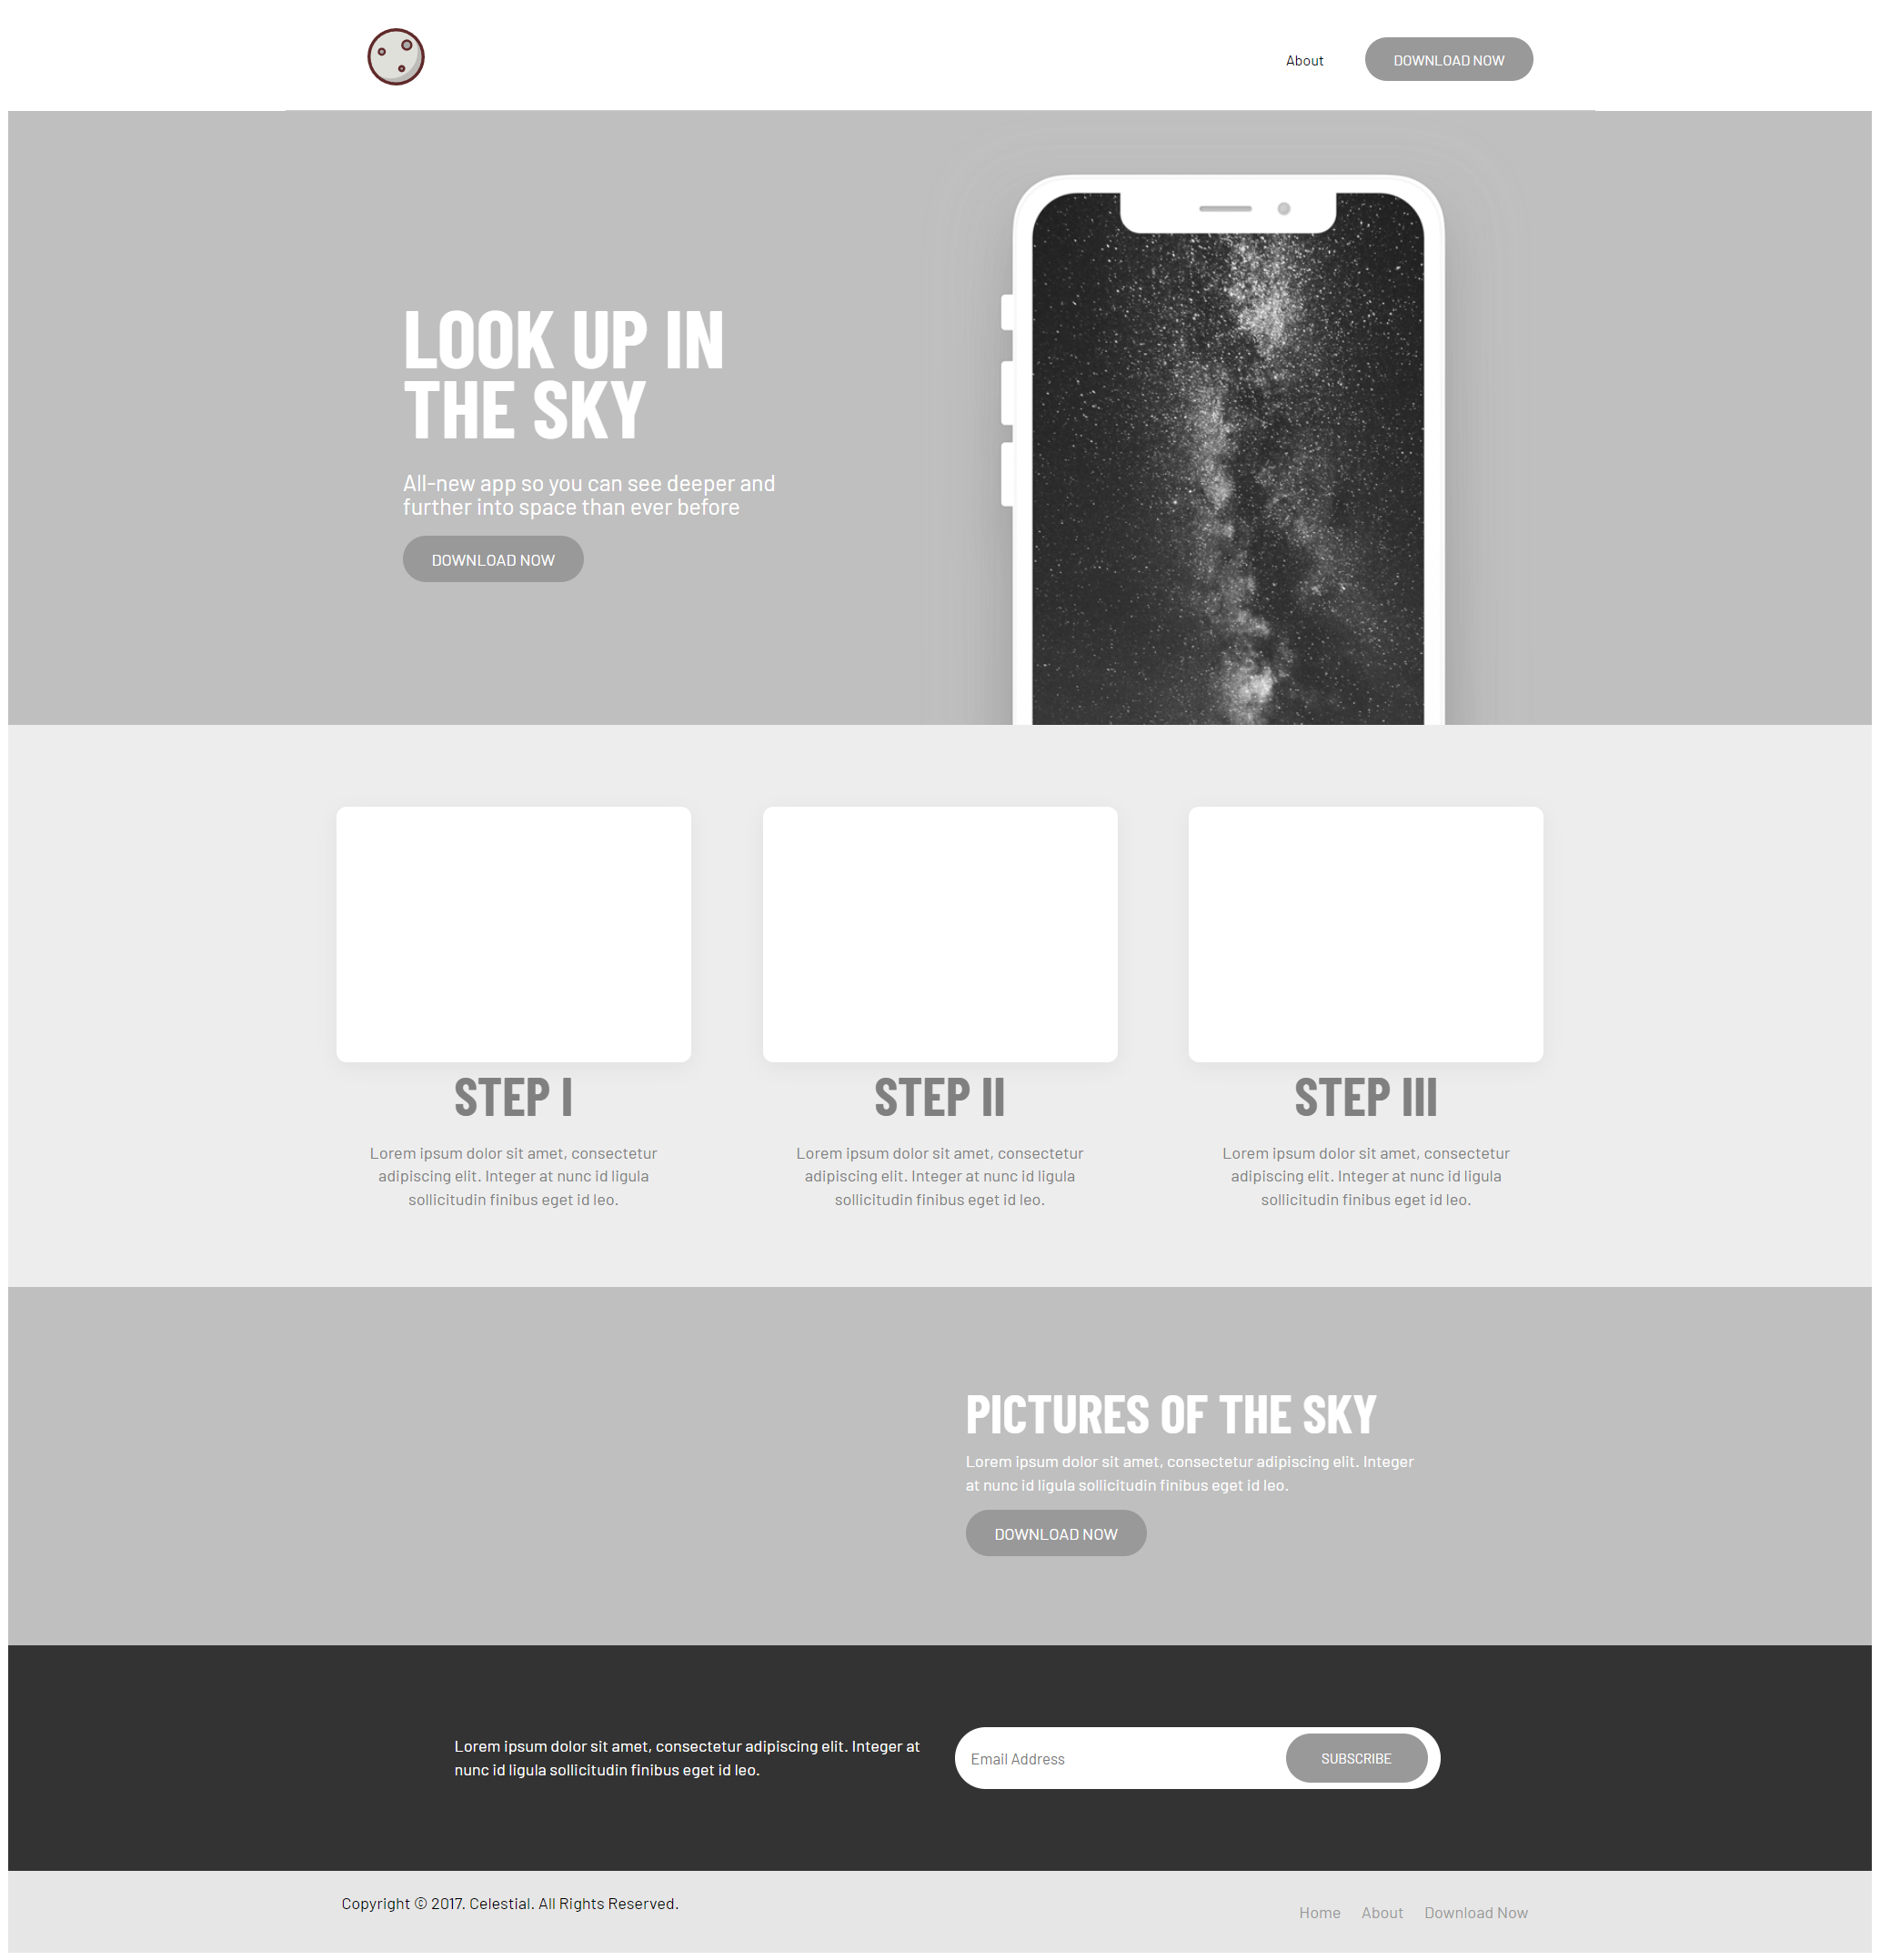 About
DOWNLOAD NOW
LOOK UP IN
THE SKY
All-new app so you can see deeper and
further into space than ever before
DOWNLOAD NOW
STEP I
Lorem ipsum dolor sit amet, consectetur
adipiscing elit. Integer at nunc id ligula
sollicitudin finibus eget id leo.
STEP II
Lorem ipsum dolor sit amet, consectetur
adipiscing elit. Integer at nunc id ligula
sollicitudin finibus eget id leo.
STEP III
Lorem ipsum dolor sit amet, consectetur
adipiscing elit. Integer at nunc id ligula
sollicitudin finibus eget id leo.
PICTURES OF THE SKY
Lorem ipsum dolor sit amet, consectetur adipiscing elit. Integer
at nunc id ligula sollicitudin finibus eget id leo.
DOWNLOAD NOW
Lorem ipsum dolor sit amet, consectetur adipiscing elit. Integer at
nunc id ligula sollicitudin finibus eget id leo.
Email Address
SUBSCRIBE
Copyright © 2017. Celestial. All Rights Reserved.
Home About Download Now